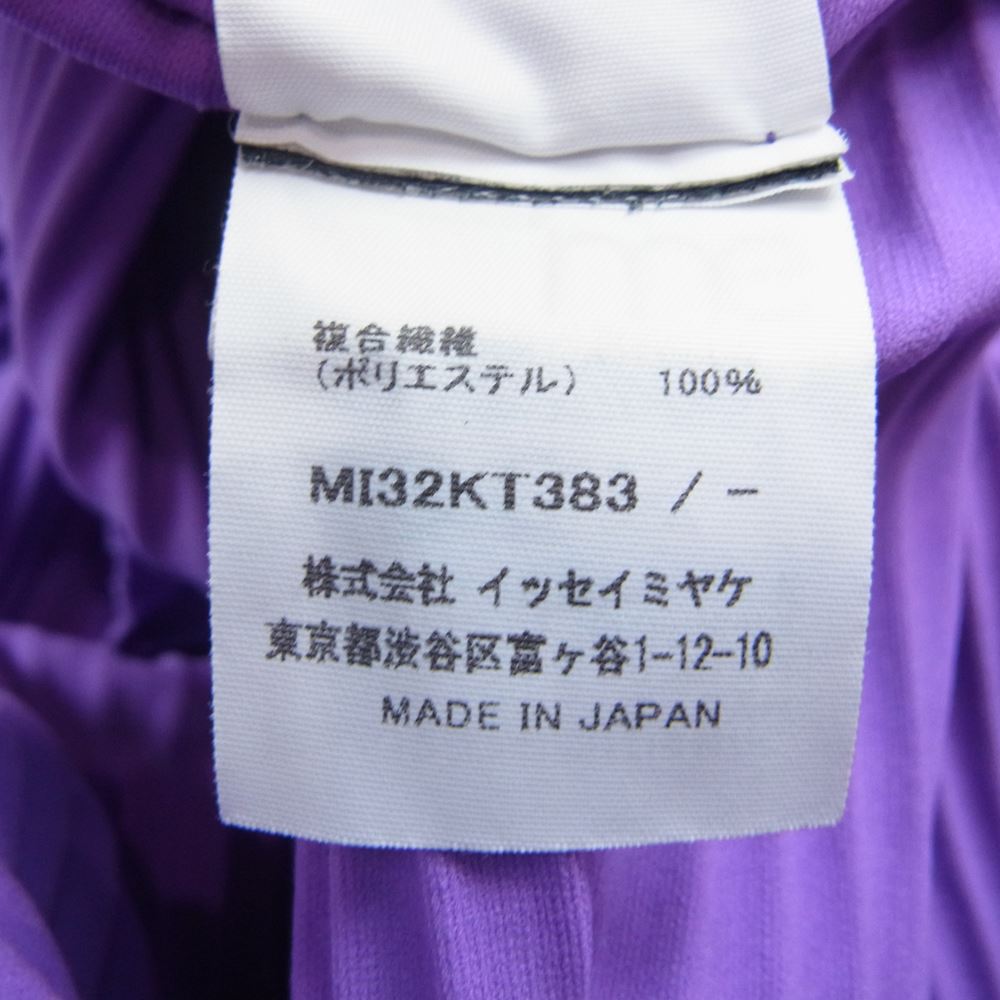 複合繊維
（ポリエステル） 100%
MI32KT383 / −
株式会社 イッセイミヤケ
東京都渋谷区富ヶ谷1-12-10
MADE IN JAPAN